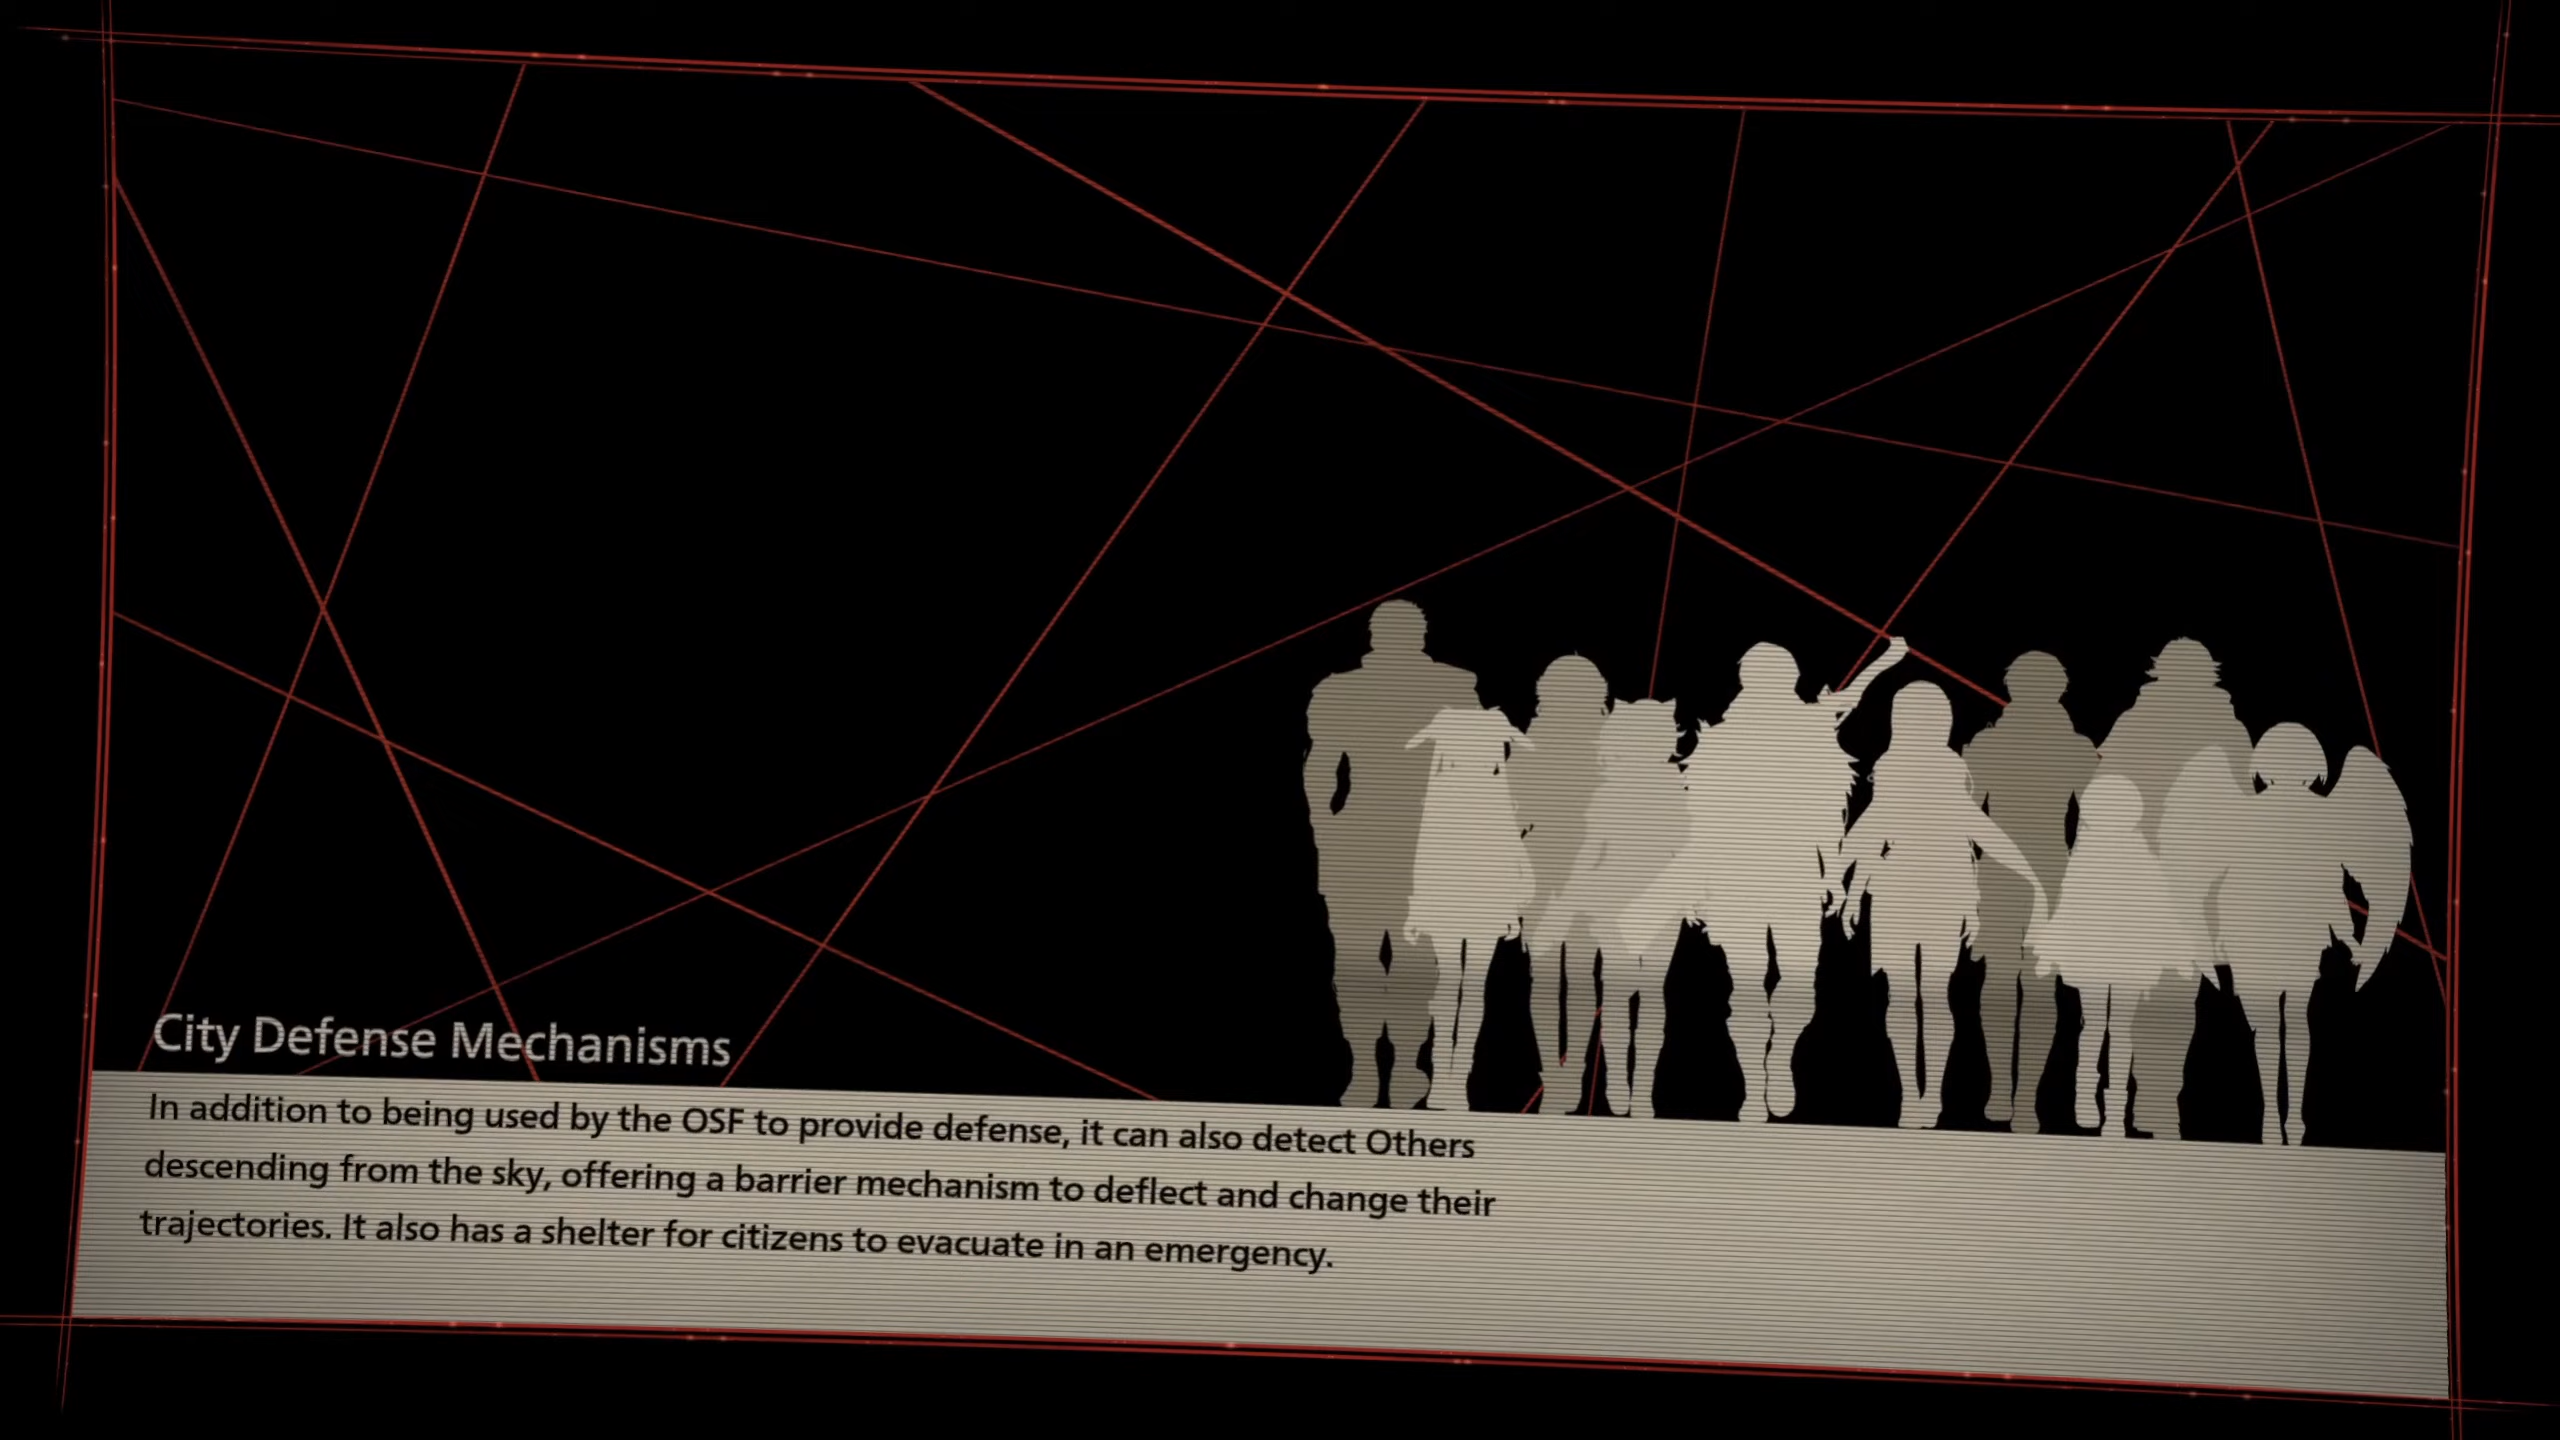 City Defense Mechanisms
In addition to being used by the OSF to provide defense, it can also detect Others
descending from the sky, offering a barrier mechanism to deflect and change their
trajectories. It also has a shelter for citizens to evacuate in an emergency.